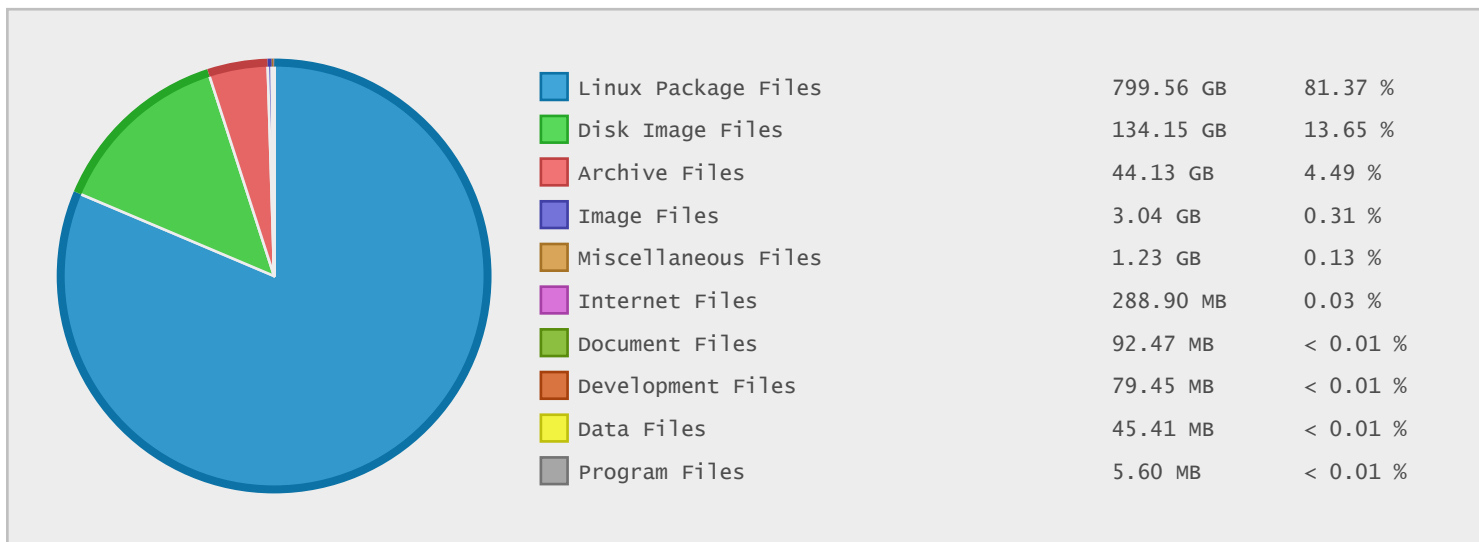 Linux Package Files 799.56 GB 81.37 %
Disk Image Files 134.15 GB 13.65 %
Archive Files 44.13 GB 4.49 %
Image Files 3.04 GB 0.31 %
Miscellaneous Files 1.23 GB 0.13 %
Internet Files 288.90 MB 0.03 %
Document Files 92.47 MB < 0.01 %
Development Files 79.45 MB < 0.01 %
Data Files 45.41 MB < 0.01 %
Program Files 5.60 MB < 0.01 %